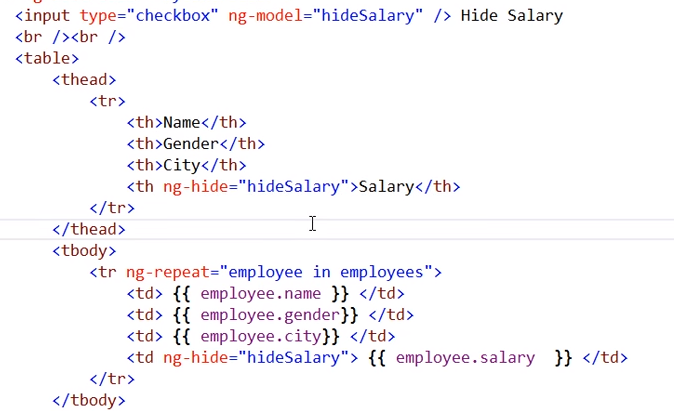 <input type="checkbox" ng-model="hideSalary" /> Hide Salary
<br /><br />
<table>
<thead>
<tr>
<th>Name</th>
<th>Gender</th>
<th>City</th>
<th ng-hide="hideSalary">Salary</th>
</tr>
</thead>
<tbody>
<tr ng-repeat="employee in employees">
<td> {{ employee.name }} </td>
<td> {{ employee.gender}} </td>
<td> {{ employee.city}} </td>
<td ng-hide="hideSalary"> {{ employee.salary  }} </td>
</tr>
</tbody>